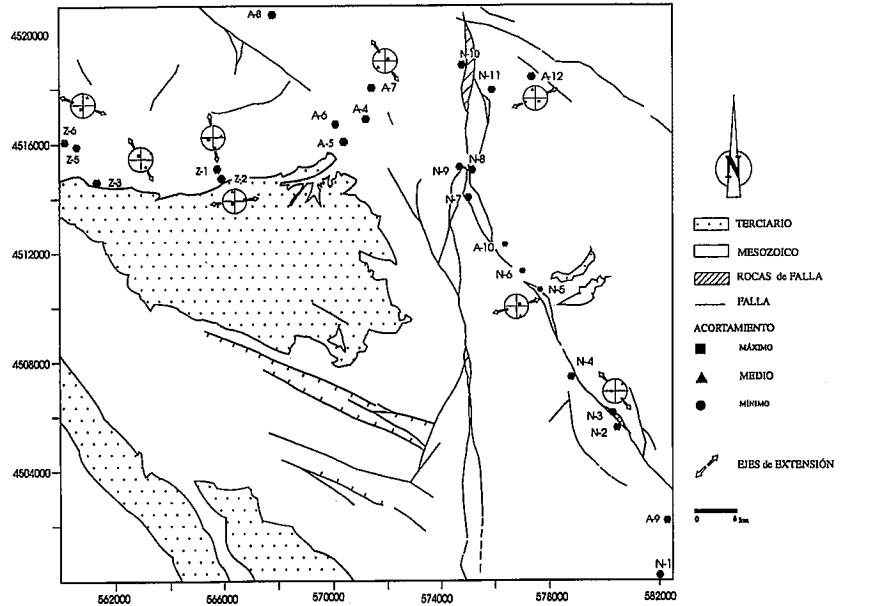 4520000
4516000
4512000
4508000
4504000
562000
566000
570000
574000
578000
582000
A-8
N-10
A-7
N-11
A-12
A-6
A-4
A-5
Z-6
Z-5
Z-3
Z-1
Z-2
N-9
N-8
N-7
A-10
N-6
N-5
N-4
N-3
N-2
A-9
N-1
N
TERCIARIO
MESOZOICO
ROCAS de FALLA
FALLA
ACORTAMIENTO
MÁXIMO
MEDIO
MÍNIMO
EJES de EXTENSIÓN
0 km